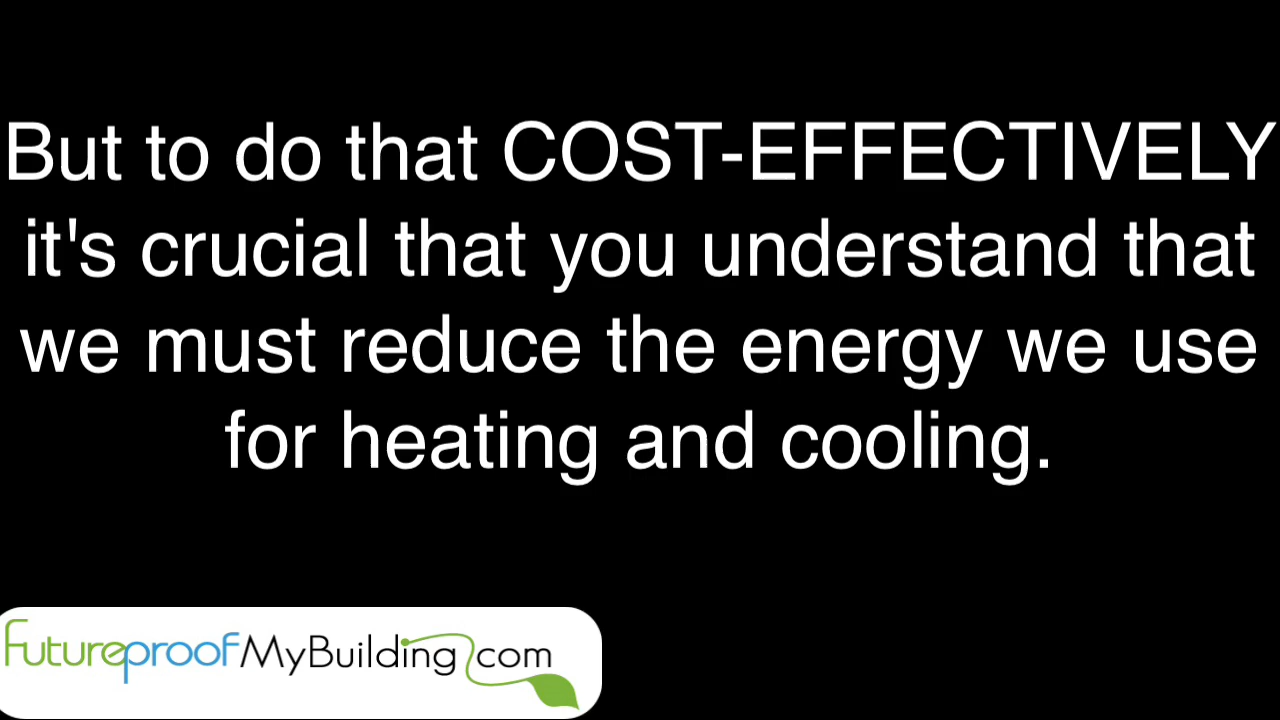 But to do that COST-EFFECTIVELY
it's crucial that you understand that
we must reduce the energy we use
for heating and cooling.
FutureproofMyBuilding.com